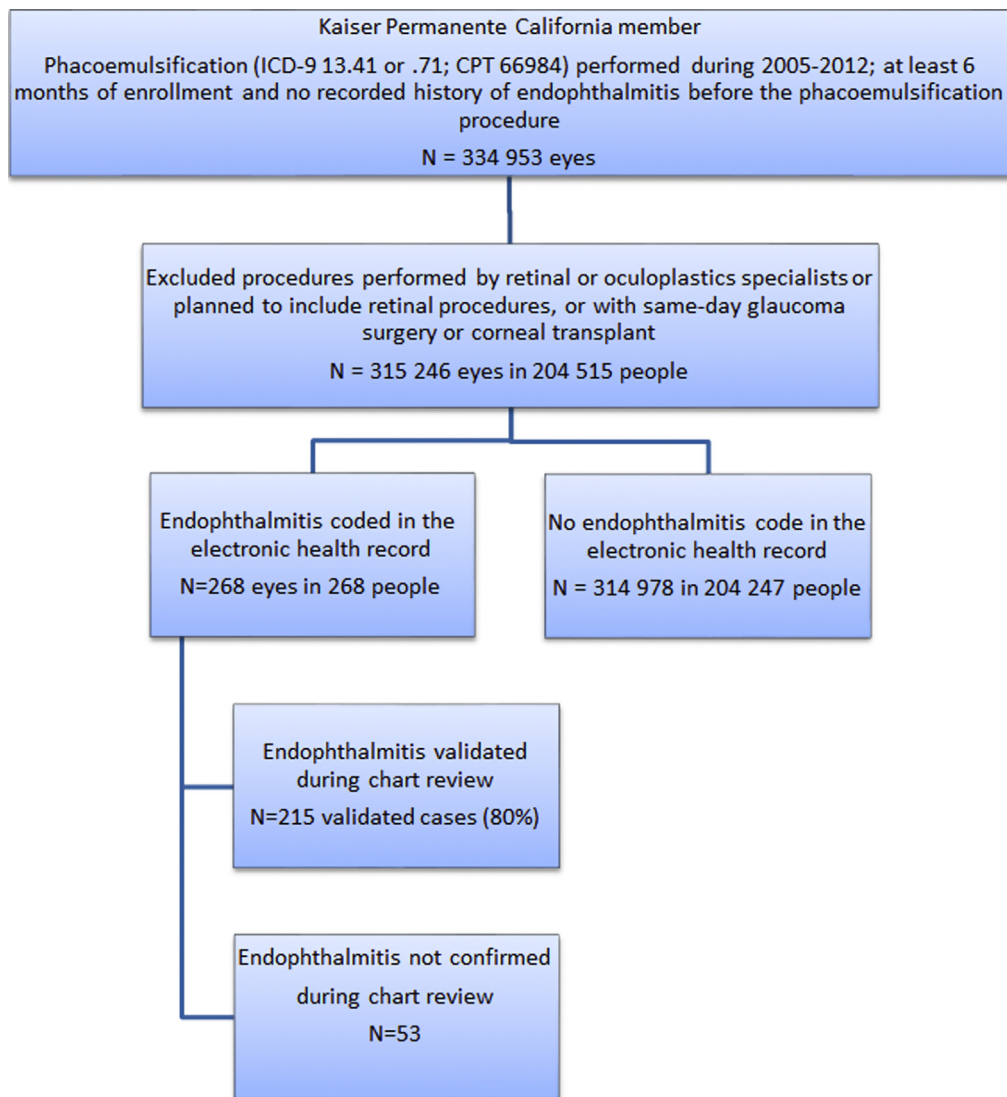 Kaiser Permanente California member
Phacoemulsification (ICD-9 13.41 or .71; CPT 66984) performed during 2005-2012; at least 6
months of enrollment and no recorded history of endophthalmitis before the phacoemulsification
procedure
N = 334 953 eyes
Excluded procedures performed by retinal or oculoplastics specialists or
planned to include retinal procedures, or with same-day glaucoma
surgery or corneal transplant
N = 315 246 eyes in 204 515 people
Endophthalmitis coded in the
electronic health record
N=268 eyes in 268 people
No endophthalmitis code in the
electronic health record
N = 314 978 in 204 247 people
Endophthalmitis validated
during chart review
N=215 validated cases (80%)
Endophthalmitis not confirmed
during chart review
N=53